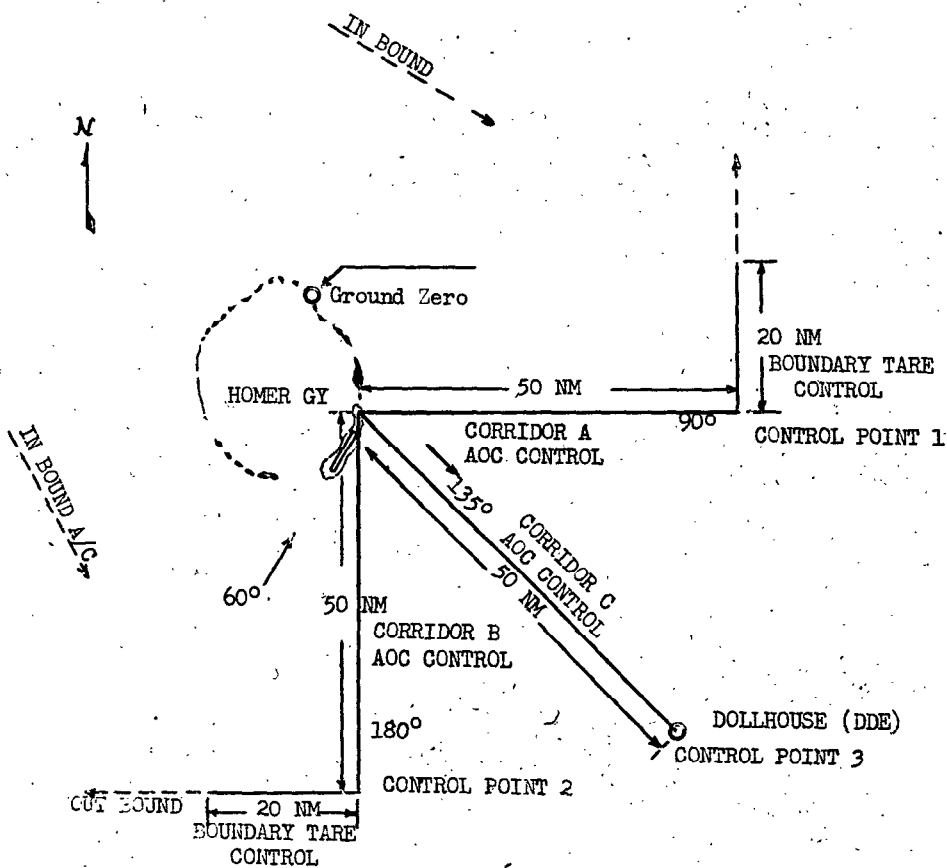 IN BOUND
N
Ground Zero
20 NM
BOUNDARY TARE
CONTROL
50 NM
HOMER GY
90°
CORRIDOR A
AOC CONTROL
CONTROL POINT 1
IN BOUND A/C
135°
CORRIDOR C
AOC CONTROL
50 NM
60°
50 NM
CORRIDOR B
AOC CONTROL
180°
DOLLHOUSE (DDE)
CONTROL POINT 3
CONTROL POINT 2
OUT BOUND
20 NM
BOUNDARY TARE
CONTROL